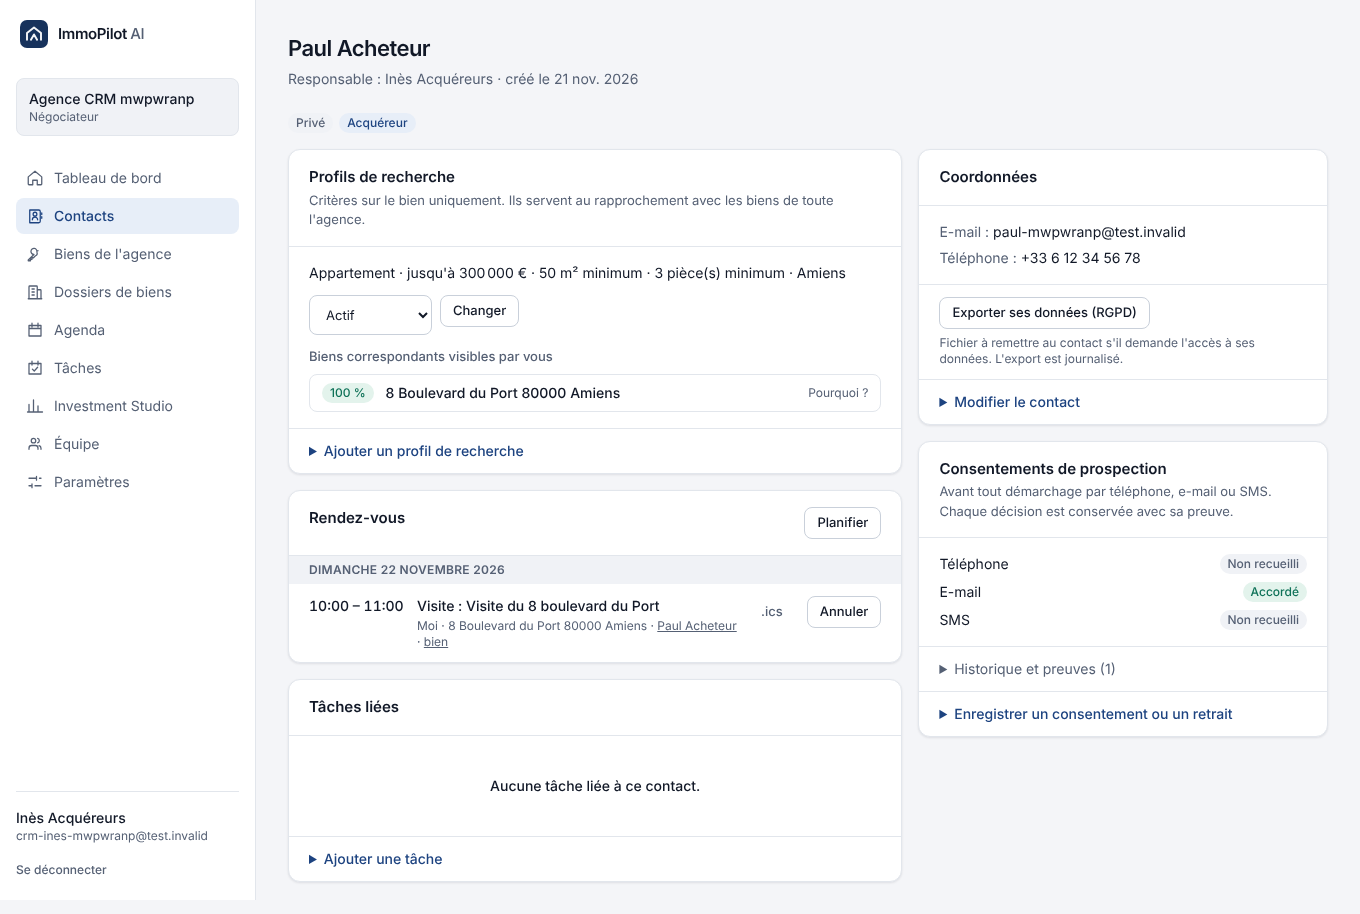 ImmoPilot AI
Agence CRM mwpwranp
Négociateur
Tableau de bord
Contacts
Biens de l'agence
Dossiers de biens
Agenda
Tâches
Investment Studio
Équipe
Paramètres
Inès Acquéreurs
crm-ines-mwpwranp@test.invalid
Se déconnecter
Paul Acheteur
Responsable : Inès Acquéreurs · créé le 21 nov. 2026
Privé Acquéreur
Profils de recherche
Critères sur le bien uniquement. Ils servent au rapprochement avec les biens de toute
l'agence.
Appartement · jusqu'à 300 000 € · 50 m² minimum · 3 pièce(s) minimum · Amiens
Actif Changer
Biens correspondants visibles par vous
100 % 8 Boulevard du Port 80000 Amiens Pourquoi ?
Ajouter un profil de recherche
Rendez-vous Planifier
DIMANCHE 22 NOVEMBRE 2026
10:00 – 11:00 Visite : Visite du 8 boulevard du Port .ics Annuler
Moi · 8 Boulevard du Port 80000 Amiens · Paul Acheteur
· bien
Tâches liées
Aucune tâche liée à ce contact.
Ajouter une tâche
Coordonnées
E-mail : paul-mwpwranp@test.invalid
Téléphone : +33 6 12 34 56 78
Exporter ses données (RGPD)
Fichier à remettre au contact s'il demande l'accès à ses
données. L'export est journalisé.
Modifier le contact
Consentements de prospection
Avant tout démarchage par téléphone, e-mail ou SMS.
Chaque décision est conservée avec sa preuve.
Téléphone Non recueilli
E-mail Accordé
SMS Non recueilli
Historique et preuves (1)
Enregistrer un consentement ou un retrait